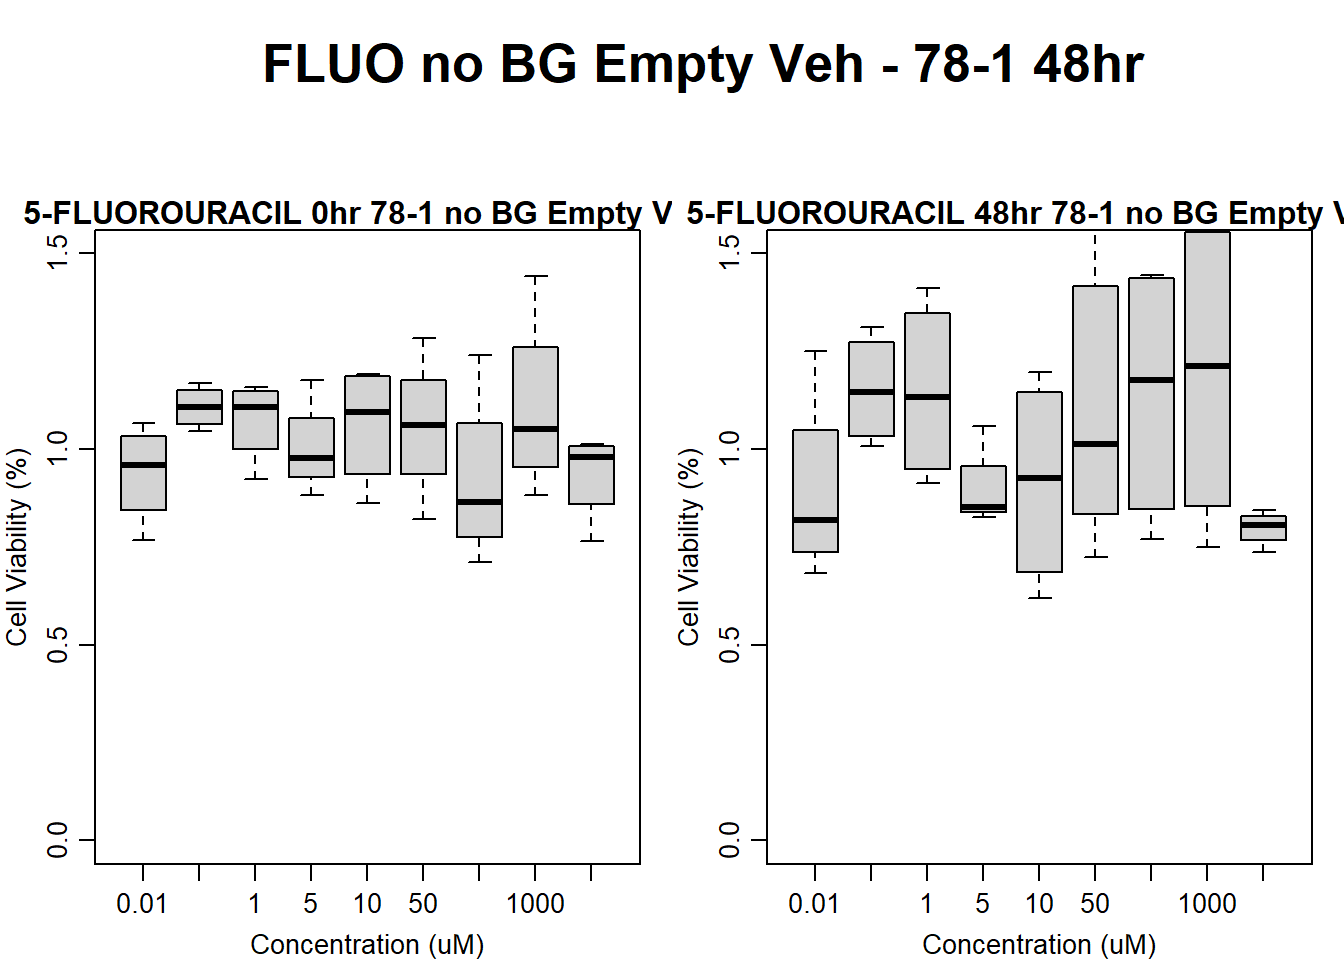 FLUO no BG Empty Veh - 78-1 48hr
5-FLUOROURACIL 0hr 78-1 no BG Empty V
Cell Viability (%)
1.5
1.0
0.5
0.0
0.01 1 5 10 50 1000
Concentration (uM)
5-FLUOROURACIL 48hr 78-1 no BG Empty V
Cell Viability (%)
1.5
1.0
0.5
0.0
0.01 1 5 10 50 1000
Concentration (uM)